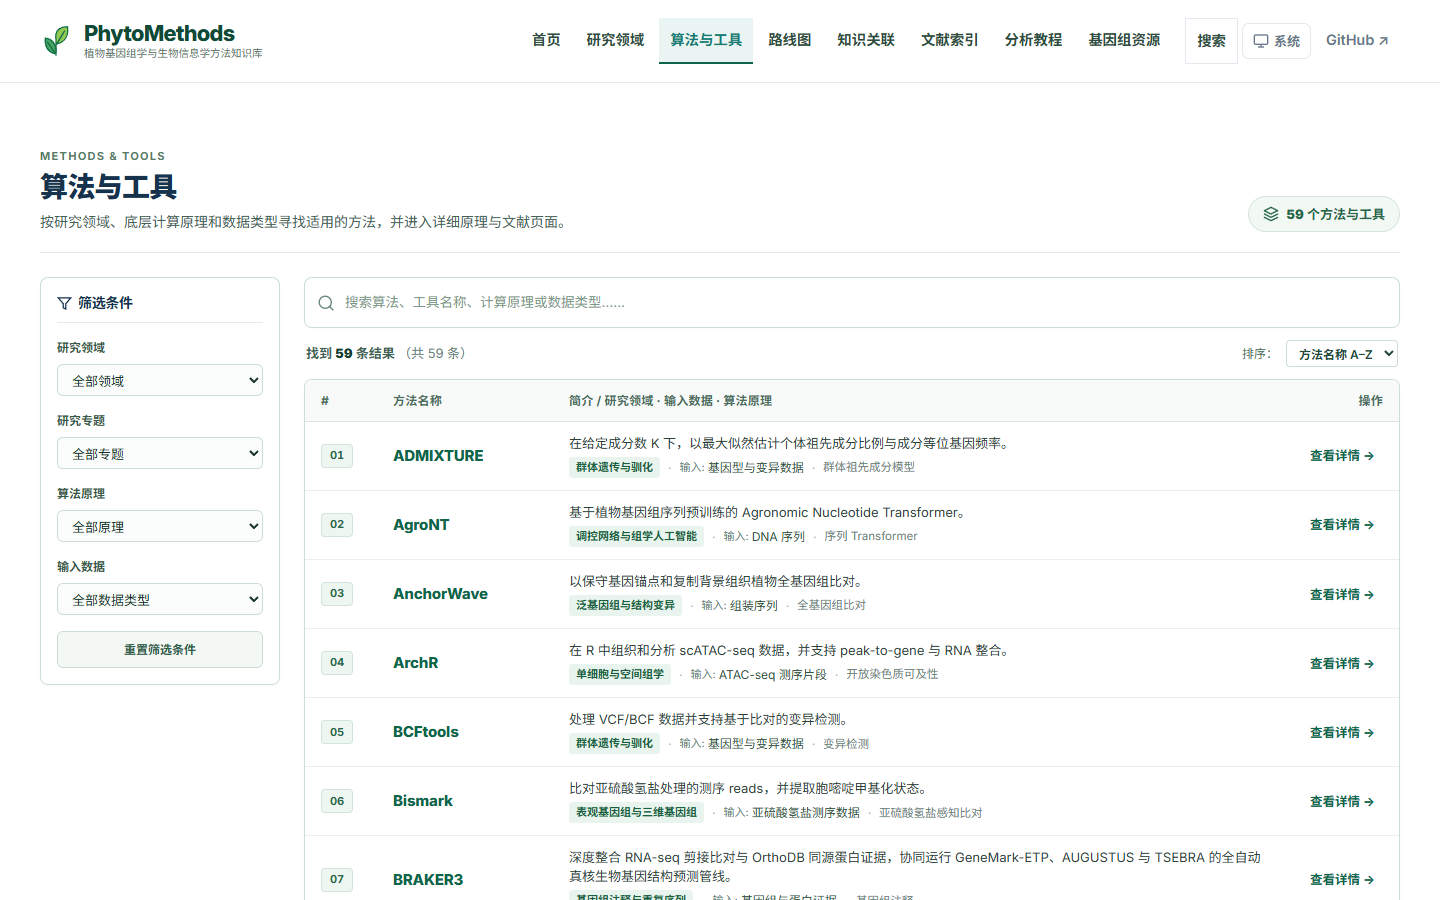 PhytoMethods
植物基因组学与生物信息学方法知识库
首页 研究领域 算法与工具 路线图 知识关联 文献索引 分析教程 基因组资源 搜索 系统 GitHub ↗
METHODS & TOOLS
算法与工具
按研究领域、底层计算原理和数据类型寻找适用的方法，并进入详细原理与文献页面。
59 个方法与工具
筛选条件
研究领域
全部领域
研究专题
全部专题
算法原理
全部原理
输入数据
全部数据类型
重置筛选条件
搜索算法、工具名称、计算原理或数据类型……
找到 59 条结果 （共 59 条）
排序： 方法名称 A–Z
# 方法名称 简介 / 研究领域 · 输入数据 · 算法原理 操作
01 ADMIXTURE 在给定成分数 K 下，以最大似然估计个体祖先成分比例与成分等位基因频率。
群体遗传与驯化 · 输入: 基因型与变异数据 · 群体祖先成分模型
查看详情 →
02 AgroNT 基于植物基因组序列预训练的 Agronomic Nucleotide Transformer。
调控网络与组学人工智能 · 输入: DNA 序列 · 序列 Transformer
查看详情 →
03 AnchorWave 以保守基因锚点和复制背景组织植物全基因组比对。
泛基因组与结构变异 · 输入: 组装序列 · 全基因组比对
查看详情 →
04 ArchR 在 R 中组织和分析 scATAC-seq 数据，并支持 peak-to-gene 与 RNA 整合。
单细胞与空间组学 · 输入: ATAC-seq 测序片段 · 开放染色质可及性
查看详情 →
05 BCFtools 处理 VCF/BCF 数据并支持基于比对的变异检测。
群体遗传与驯化 · 输入: 基因型与变异数据 · 变异检测
查看详情 →
06 Bismark 比对亚硫酸氢盐处理的测序 reads，并提取胞嘧啶甲基化状态。
表观基因组与三维基因组 · 输入: 亚硫酸氢盐测序数据 · 亚硫酸氢盐感知比对
查看详情 →
07 BRAKER3 深度整合 RNA-seq 剪接比对与 OrthoDB 同源蛋白证据，协同运行 GeneMark-ETP、AUGUSTUS 与 TSEBRA 的全自动
真核生物基因结构预测管线。
基因组注释与重复序列 · 输入: 基因组与蛋白证据 · 基因注释
查看详情 →